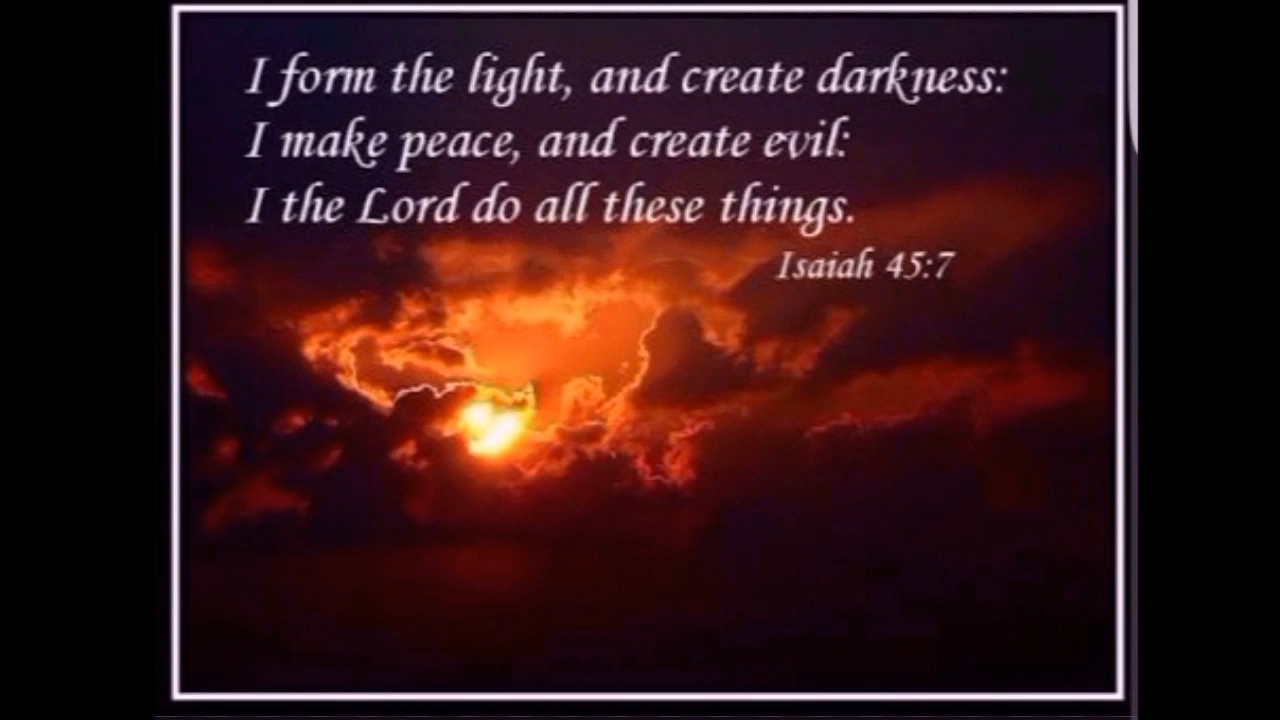 I form the light, and create darkness:
I make peace, and create evil:
I the Lord do all these things.
Isaiah 45:7